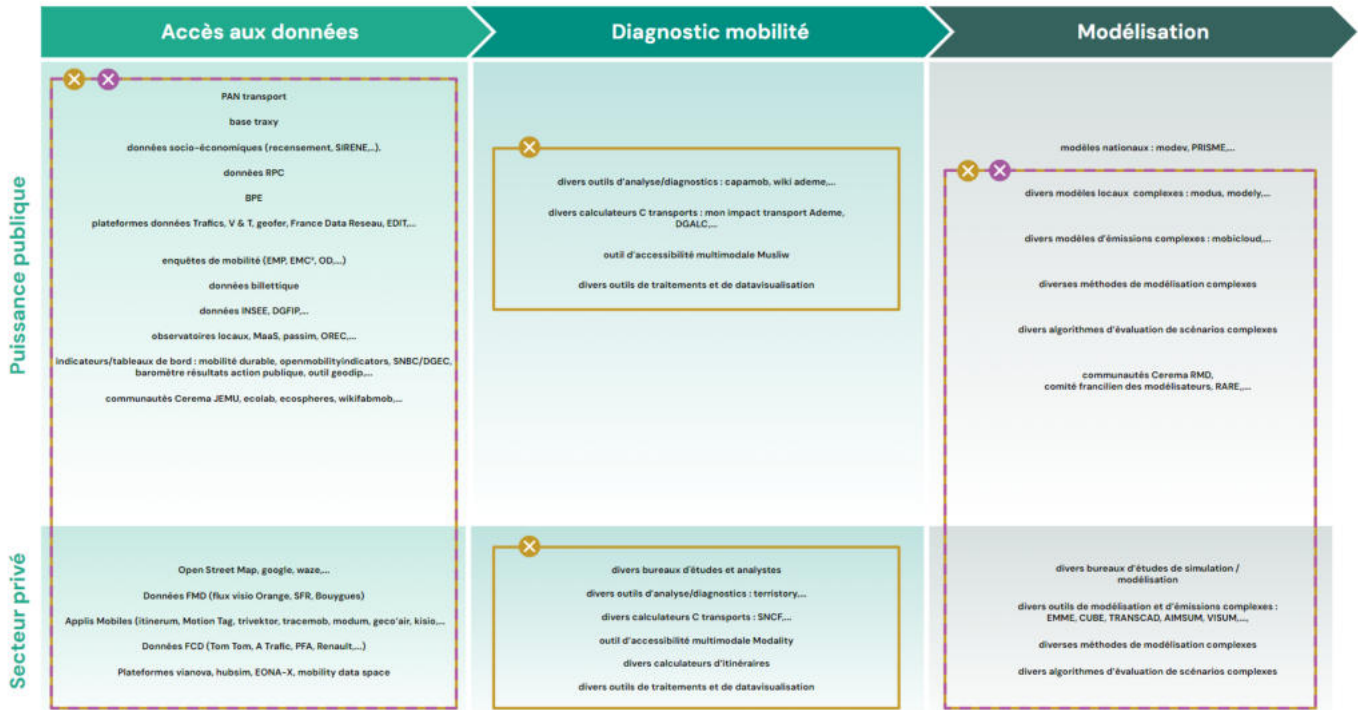 Accès aux données
Diagnostic mobilité
Modélisation
Puissance publique
PAN transport
base traxy
données socio-économiques (recensement, SIRENE,...).
données RPC
BPE
plateformes données Trafics, V & T, geofer, France Data Reseau, EDIT,...
enquêtes de mobilité (EMP, EMC², OD,...)
données billettique
données INSEE, DGFIP,...
observatoires locaux, MaaS, passim, OREC,...
indicateurs/tableaux de bord : mobilité durable, openmobilityindicators, SNBC/DGEC,
baromètre résultats action publique, outil geodip,...
communautés Cerema JEMU, ecolab, ecospheres, wikifabmob,...
divers outils d'analyse/diagnostics : capamob, wiki ademe,...
divers calculateurs C transports : mon impact transport Ademe,
DGALC,...
outil d'accessibilité multimodale Musliw
divers outils de traitements et de datavisualisation
modèles nationaux : modev, PRISME,...
divers modèles locaux complexes : modus, modely,...
divers modèles d'émissions complexes : mobicloud,...
diverses méthodes de modélisation complexes
divers algorithmes d'évaluation de scénarios complexes
communautés Cerema RMD,
comité francilien des modélisateurs, RARE,,...
Secteur privé
Open Street Map, google, waze,...
Données FMD (flux visio Orange, SFR, Bouygues)
Applis Mobiles (itinerum, Motion Tag, trivektor, tracemob, modum, geco'air, kisio,...
Données FCD (Tom Tom, A Trafic, PFA, Renault,...)
Plateformes vianova, hubsim, EONA-X, mobility data space
divers bureaux d'études et analystes
divers outils d'analyse/diagnostics : terristory,...
divers calculateurs C transports : SNCF,...
outil d'accessibilité multimodale Modality
divers calculateurs d'itinéraires
divers outils de traitements et de datavisualisation
divers bureaux d'études de simulation /
modélisation
divers outils de modélisation et d'émissions complexes :
EMME, CUBE, TRANSCAD, AIMSUM, VISUM,...,
diverses méthodes de modélisation complexes
divers algorithmes d'évaluation de scénarios complexes